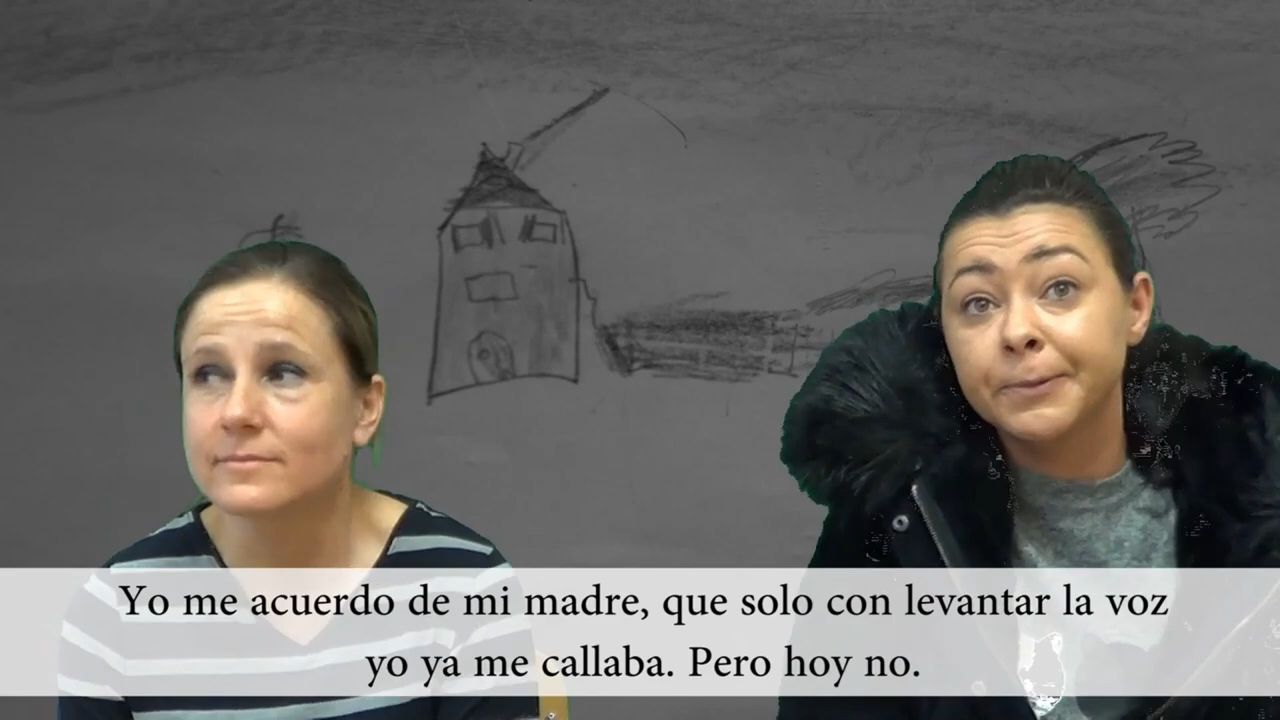 Yo me acuerdo de mi madre, que solo con levantar la voz
yo ya me callaba. Pero hoy no.